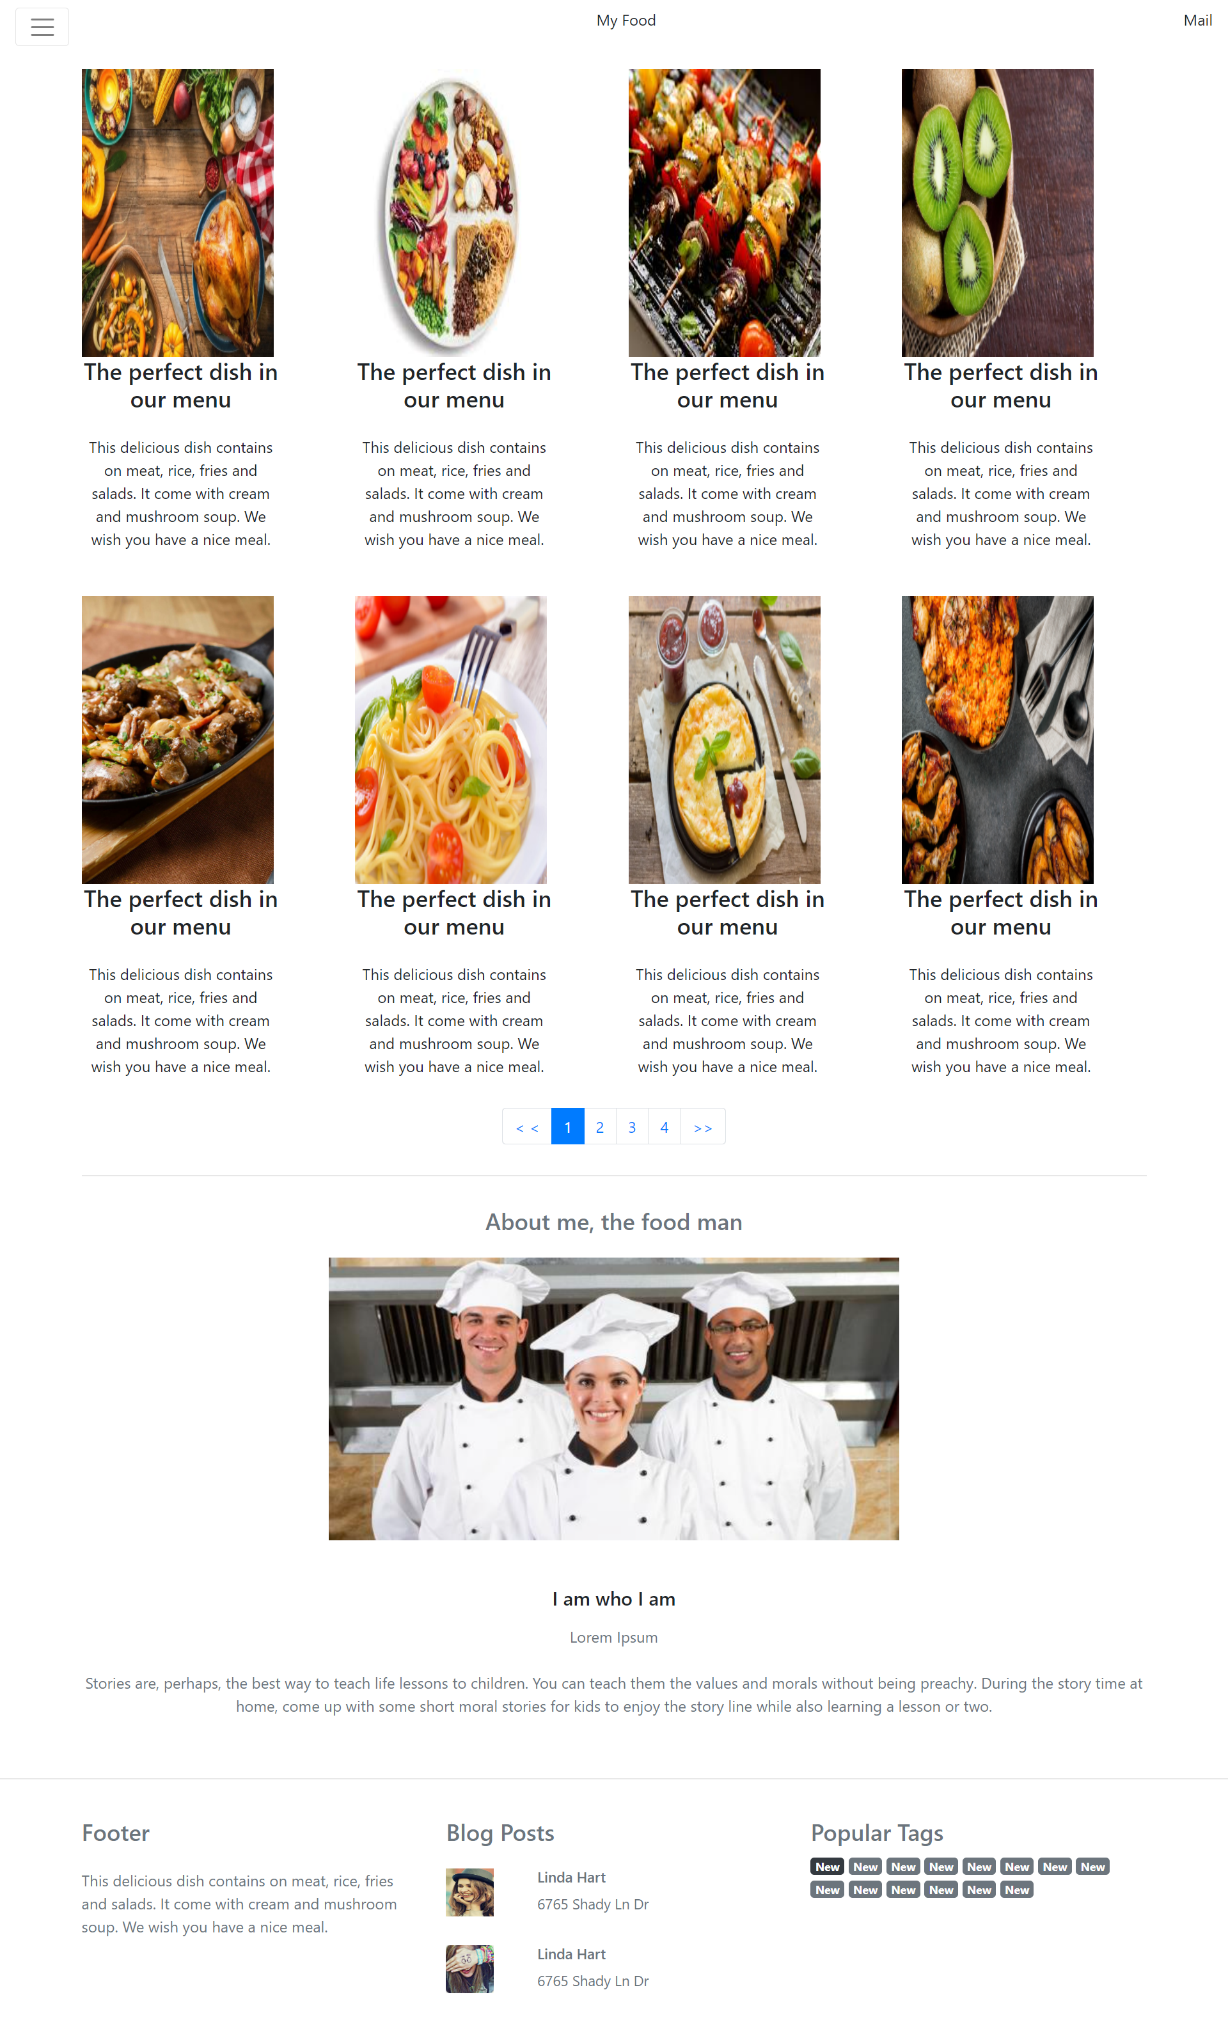 My Food
Mail
The perfect dish in
our menu
This delicious dish contains
on meat, rice, fries and
salads. It come with cream
and mushroom soup. We
wish you have a nice meal.
The perfect dish in
our menu
This delicious dish contains
on meat, rice, fries and
salads. It come with cream
and mushroom soup. We
wish you have a nice meal.
The perfect dish in
our menu
This delicious dish contains
on meat, rice, fries and
salads. It come with cream
and mushroom soup. We
wish you have a nice meal.
The perfect dish in
our menu
This delicious dish contains
on meat, rice, fries and
salads. It come with cream
and mushroom soup. We
wish you have a nice meal.
The perfect dish in
our menu
This delicious dish contains
on meat, rice, fries and
salads. It come with cream
and mushroom soup. We
wish you have a nice meal.
The perfect dish in
our menu
This delicious dish contains
on meat, rice, fries and
salads. It come with cream
and mushroom soup. We
wish you have a nice meal.
The perfect dish in
our menu
This delicious dish contains
on meat, rice, fries and
salads. It come with cream
and mushroom soup. We
wish you have a nice meal.
The perfect dish in
our menu
This delicious dish contains
on meat, rice, fries and
salads. It come with cream
and mushroom soup. We
wish you have a nice meal.
< < 1 2 3 4 >>
About me, the food man
I am who I am
Lorem Ipsum
Stories are, perhaps, the best way to teach life lessons to children. You can teach them the values and morals without being preachy. During the story time at
home, come up with some short moral stories for kids to enjoy the story line while also learning a lesson or two.
Footer
This delicious dish contains on meat, rice, fries
and salads. It come with cream and mushroom
soup. We wish you have a nice meal.
Blog Posts
Linda Hart
6765 Shady Ln Dr
Linda Hart
6765 Shady Ln Dr
Popular Tags
New New New New New New New New
New New New New New New